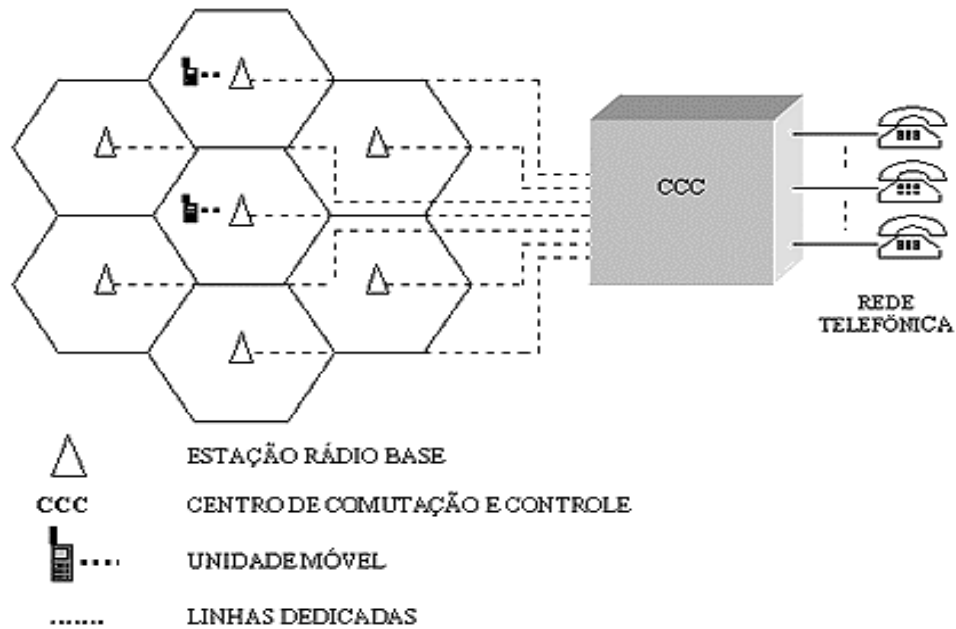 CCC
REDE
TELEFÔNICA
ESTAÇÃO RÁDIO BASE
CCC CENTRO DE COMUTAÇÃO E CONTROLE
UNIDADE MÓVEL
LINHAS DEDICADAS